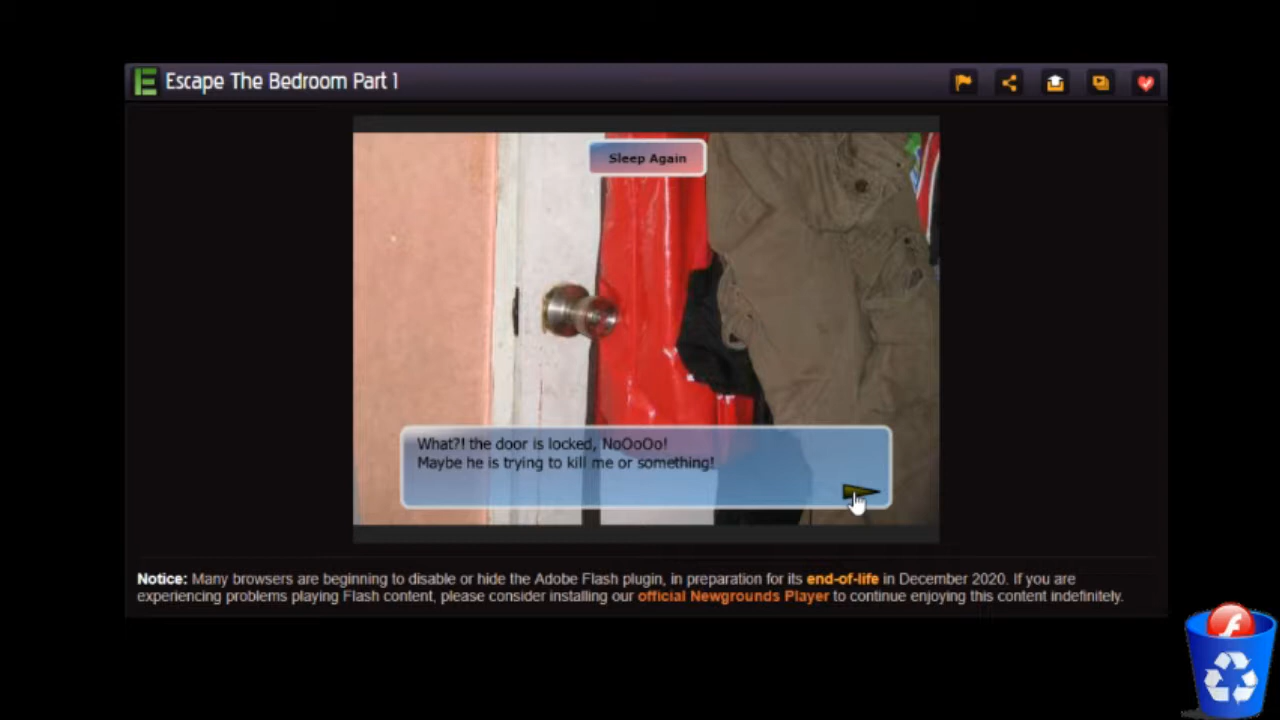 Escape The Bedroom Part 1
Sleep Again
What?! the door is locked, NoOoOo!
Maybe he is trying to kill me or something!
Notice: Many browsers are beginning to disable or hide the Adobe Flash plugin, in preparation for its end-of-life in December 2020. If you are
experiencing problems playing Flash content, please consider installing our official Newgrounds Player to continue enjoying this content indefinitely.